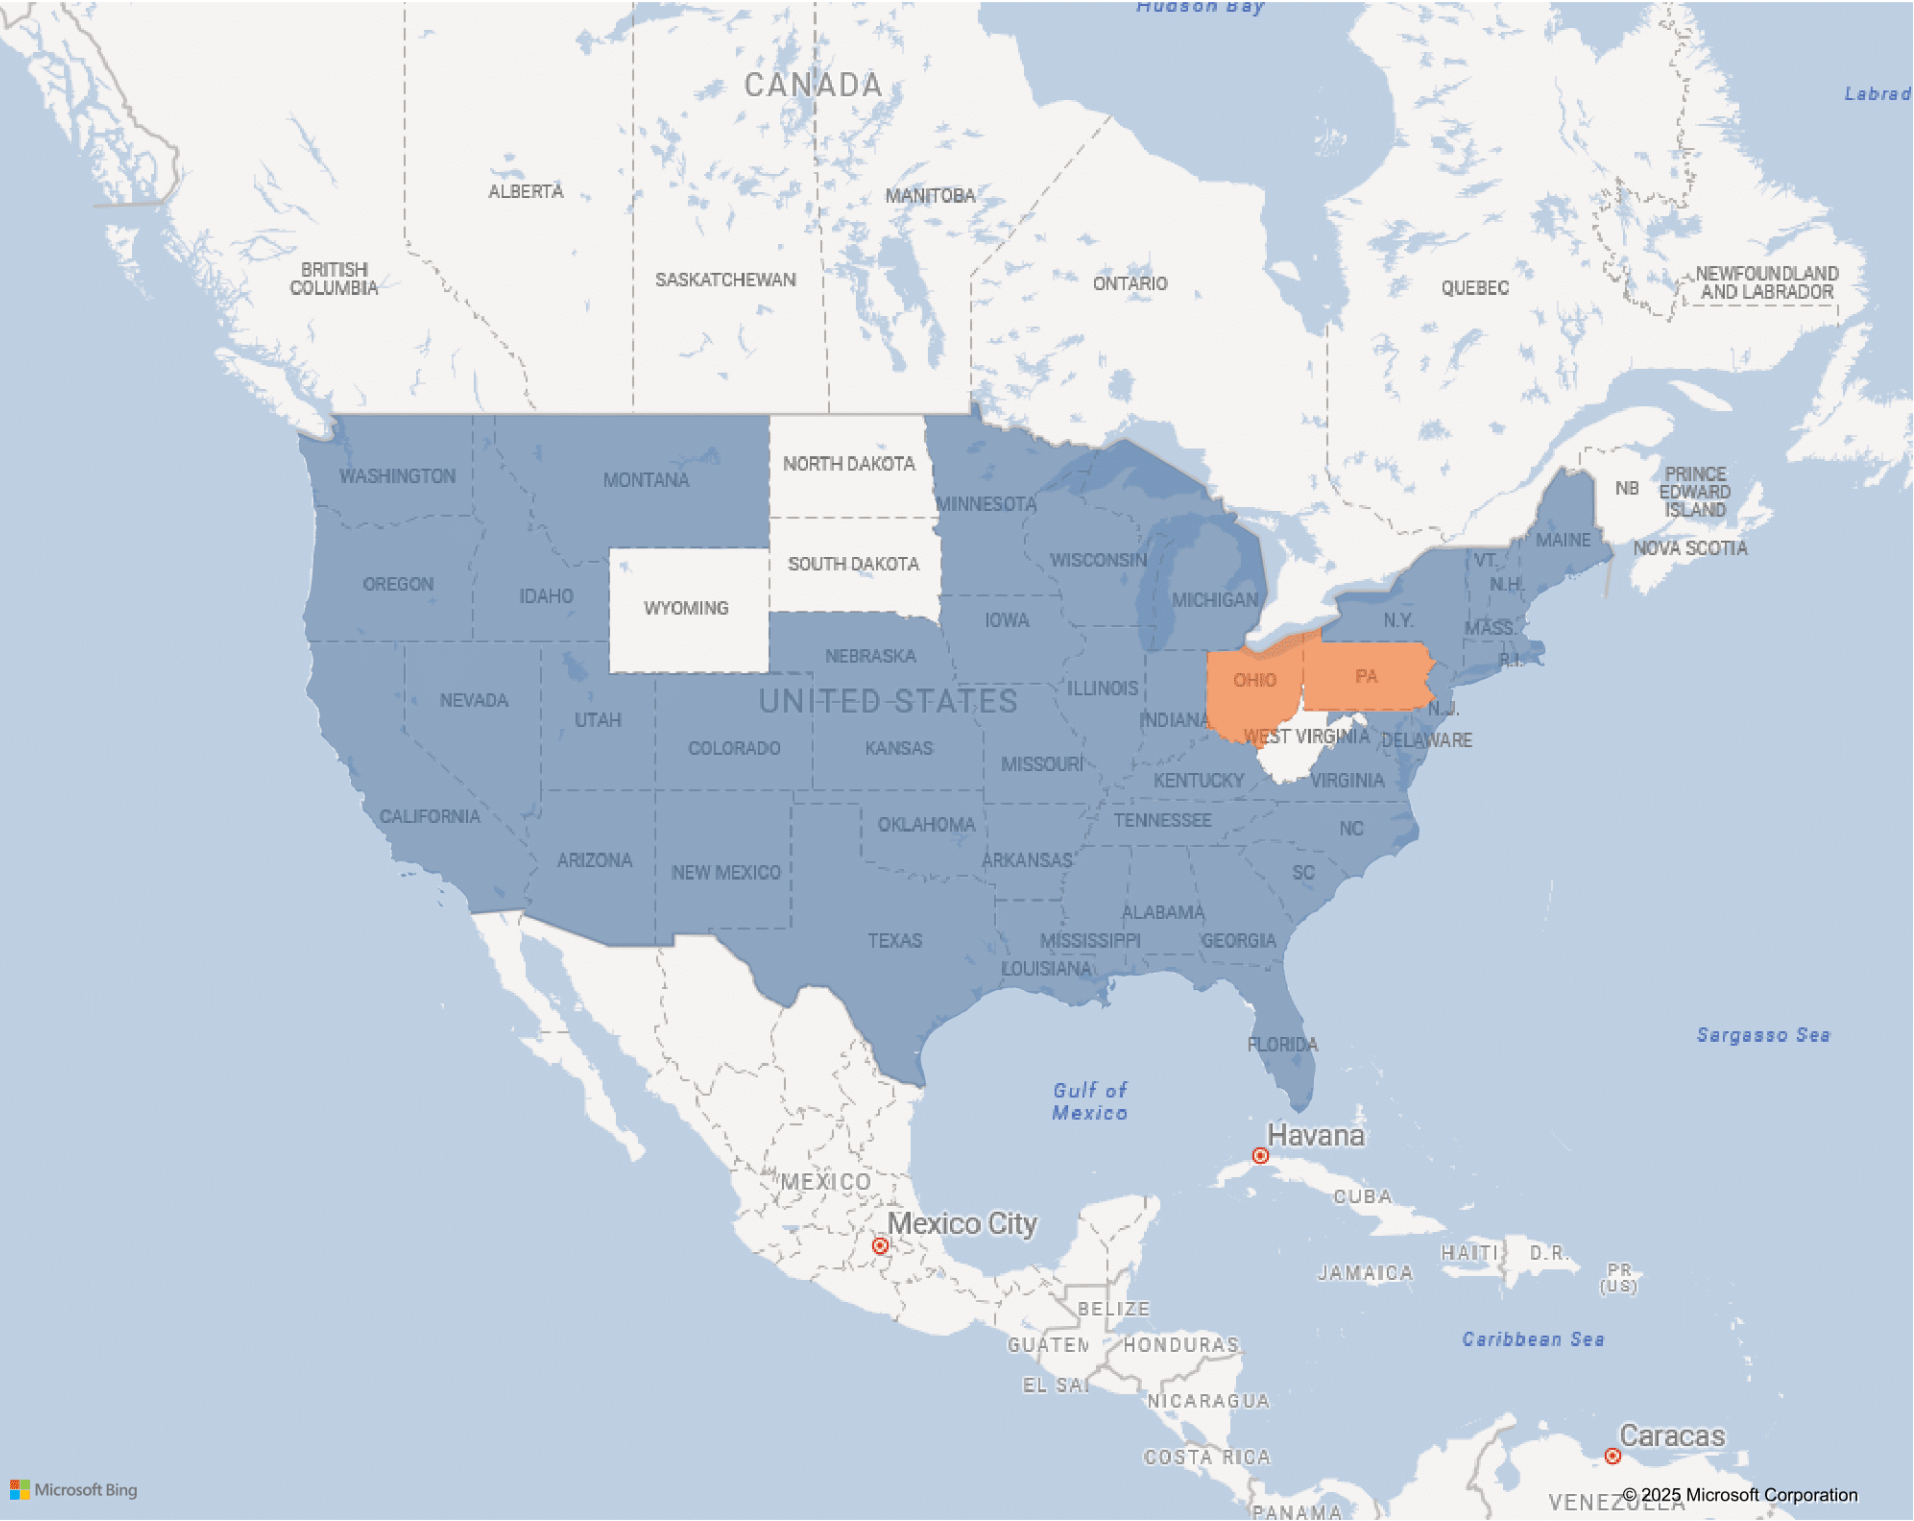 Hudson Bay
CANADA
Labrad
ALBERTA
MANITOBA
BRITISH
COLUMBIA
SASKATCHEWAN
ONTARIO
QUEBEC
NEWFOUNDLAND
AND LABRADOR
NORTH DAKOTA
WASHINGTON
MONTANA
MINNESOTA
NB
PRINCE
EDWARD
ISLAND
MAINE
NOVA SCOTIA
SOUTH DAKOTA
WISCONSIN
VT.
N.H.
OREGON
IDAHO
WYOMING
MICHIGAN
IOWA
N.Y.
MASS.
R.I.
NEBRASKA
OHIO
PA
ILLINOIS
NEVADA
UNITED STATES
N.J.
UTAH
INDIANA
COLORADO
KANSAS
WEST VIRGINIA
DELAWARE
MISSOURI
KENTUCKY
VIRGINIA
CALIFORNIA
OKLAHOMA
TENNESSEE
NC
ARIZONA
NEW MEXICO
ARKANSAS
SC
ALABAMA
TEXAS
MISSISSIPPI
GEORGIA
LOUISIANA
Sargasso Sea
FLORIDA
Gulf of
Mexico
Havana
MEXICO
CUBA
Mexico City
HAITI
D.R.
JAMAICA
PR
(US)
BELIZE
Caribbean Sea
GUATEM
HONDURAS
EL SA
NICARAGUA
Caracas
COSTA RICA
Microsoft Bing
VENEZUELA
© 2025 Microsoft Corporation
PANAMA